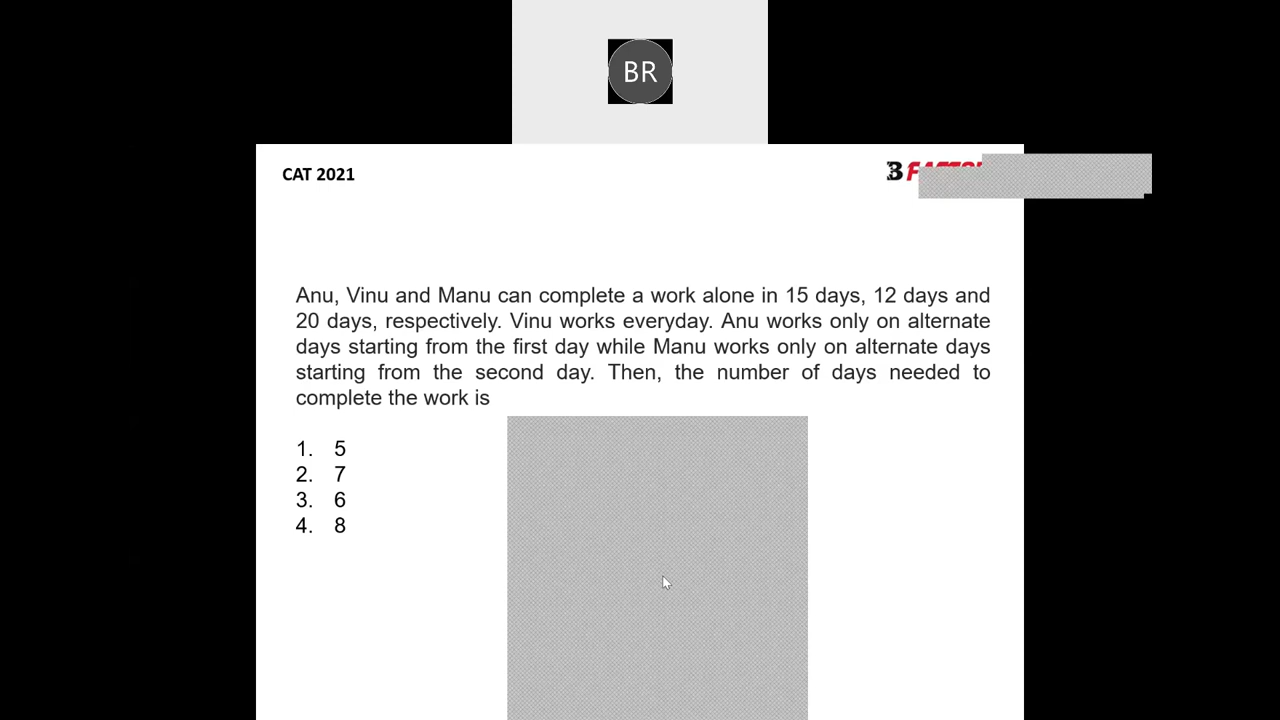 BR
CAT 2021
Anu, Vinu and Manu can complete a work alone in 15 days, 12 days and
20 days, respectively. Vinu works everyday. Anu works only on alternate
days starting from the first day while Manu works only on alternate days
starting from the second day. Then, the number of days needed to
complete the work is
1. 5
2. 7
3. 6
4. 8